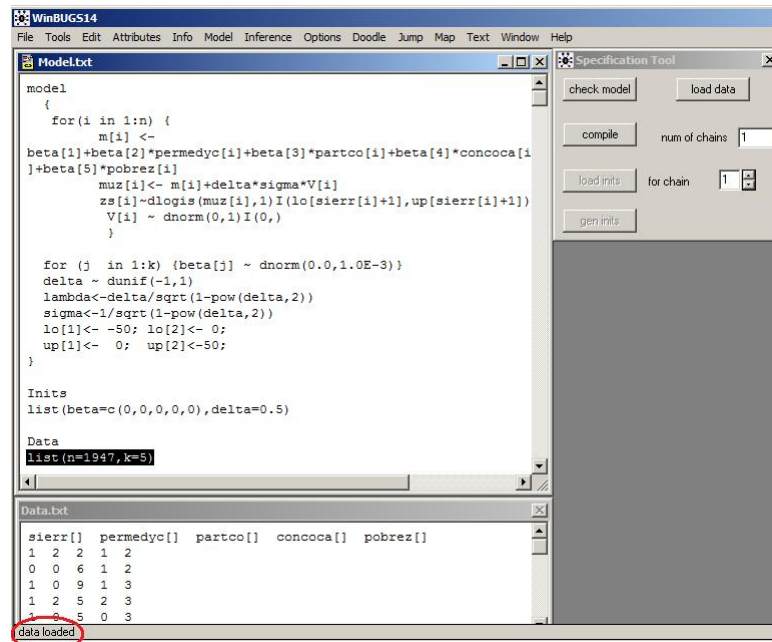 WinBUGS14
File Tools Edit Attributes Info Model Inference Options Doodle Jump Map Text Window Help
Model.txt
model
{
for(i in 1:n) {
m[i] <-
beta[1]+beta[2]*permedyc[i]+beta[3]*partco[i]+beta[4]*concoca[i
]+beta[5]*pobrez[i]
muz[i]<- m[i]+delta*sigma*V[i]
zs[i]~dlogis(muz[i],1)I(lo[sierr[i]+1],up[sierr[i]+1])
V[i] ~ dnorm(0,1)I(0,)
}
for (j in 1:k) {beta[j] ~ dnorm(0.0,1.0E-3)}
delta ~ dunif(-1,1)
lambda<-delta/sqrt(1-pow(delta,2))
sigma<-1/sqrt(1-pow(delta,2))
lo[1]<- -50; lo[2]<- 0;
up[1]<- 0; up[2]<-50;
}
Inits
list(beta=c(0,0,0,0,0),delta=0.5)
Data
list(n=1947,k=5)
Specification Tool
check model load data
compile num of chains 1
load inits for chain 1
gen inits
Data.txt
sierr[] permedyc[] partco[] concoca[] pobrez[]
1 2 2 1 2
0 0 6 1 2
1 0 9 1 3
1 2 5 2 3
1 0 5 0 3
data loaded